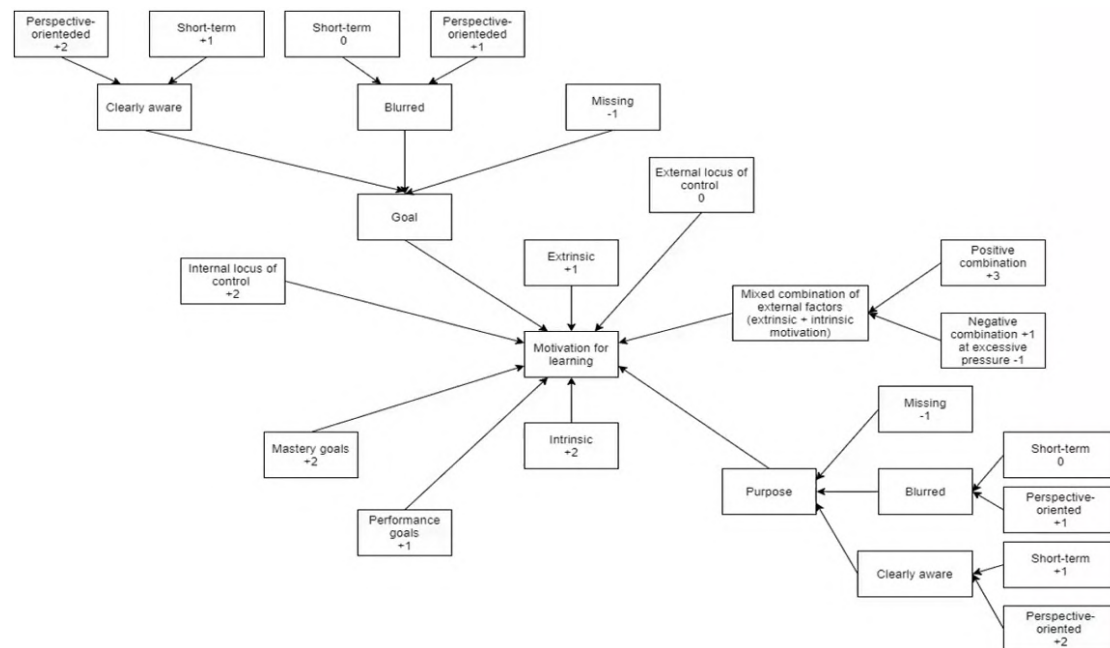 Perspective-
orienteded
+2
Short-term
+1
Short-term
0
Perspective-
orienteded
+1
Clearly aware
Blurred
Missing
-1
Goal
External locus of
control
0
Internal locus of
control
+2
Extrinsic
+1
Positive
combination
+3
Mixed combination of
external factors
(extrinsic + intrinsic
motivation)
Negative
combination +1
at excessive
pressure -1
Motivation for
learning
Mastery goals
+2
Intrinsic
+2
Performance
goals
+1
Missing
-1
Purpose
Blurred
Short-term
0
Perspective-
oriented
+1
Clearly aware
Short-term
+1
Perspective-
oriented
+2